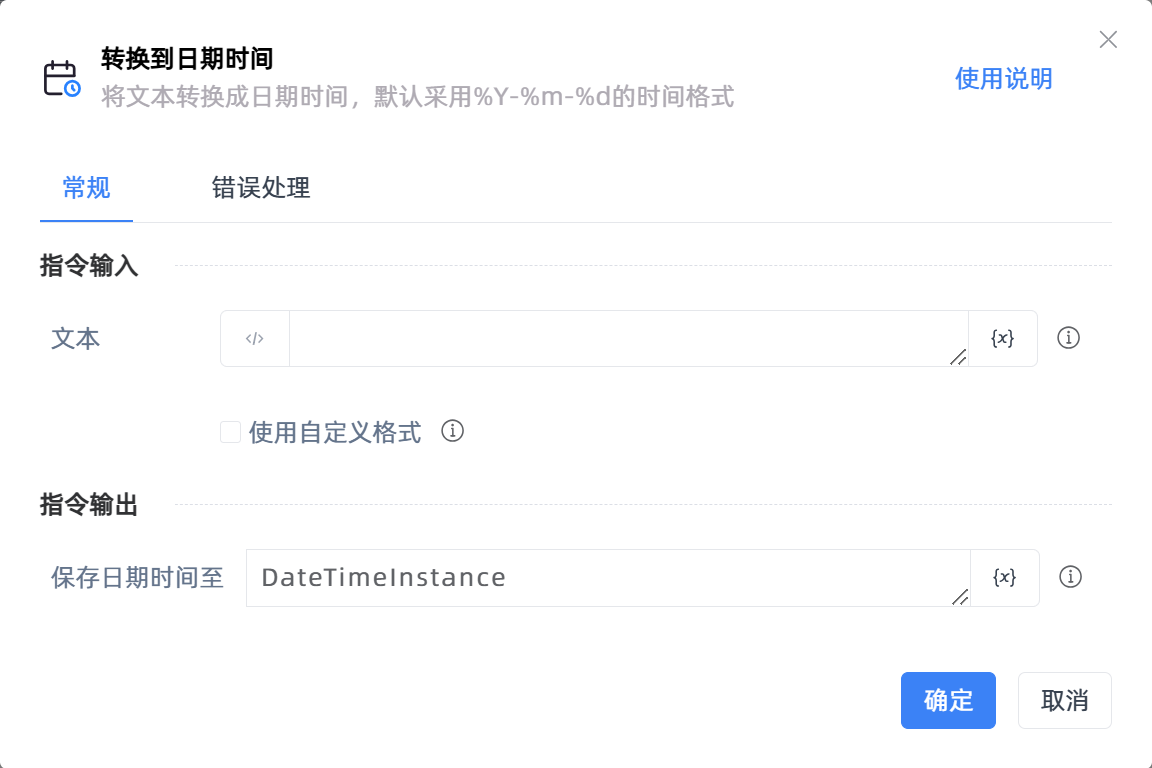 转换到日期时间
将文本转换成日期时间，默认采用%Y-%m-%d的时间格式
使用说明
常规
错误处理
指令输入
文本
</>
{x}
使用自定义格式
指令输出
保存日期时间至
DateTimeInstance
{x}
确定
取消